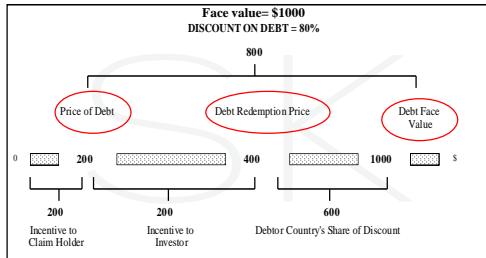 Face value= $1000
DISCOUNT ON DEBT = 80%
800
Price of Debt
Debt Redemption Price
Debt Face
Value
0 200 400 1000 $
200 200 600
Incentive to
Claim Holder
Incentive to
Investor
Debtor Country's Share of Discount
SK